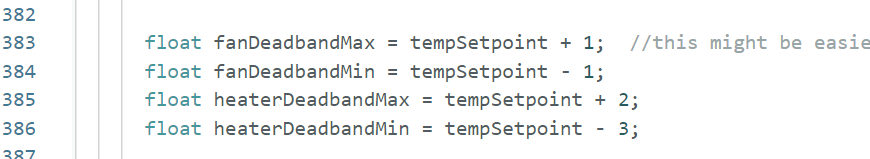 382
383 float fanDeadbandMax = tempSetpoint + 1; //this might be easie
384 float fanDeadbandMin = tempSetpoint - 1;
385 float heaterDeadbandMax = tempSetpoint + 2;
386 float heaterDeadbandMin = tempSetpoint - 3;
387